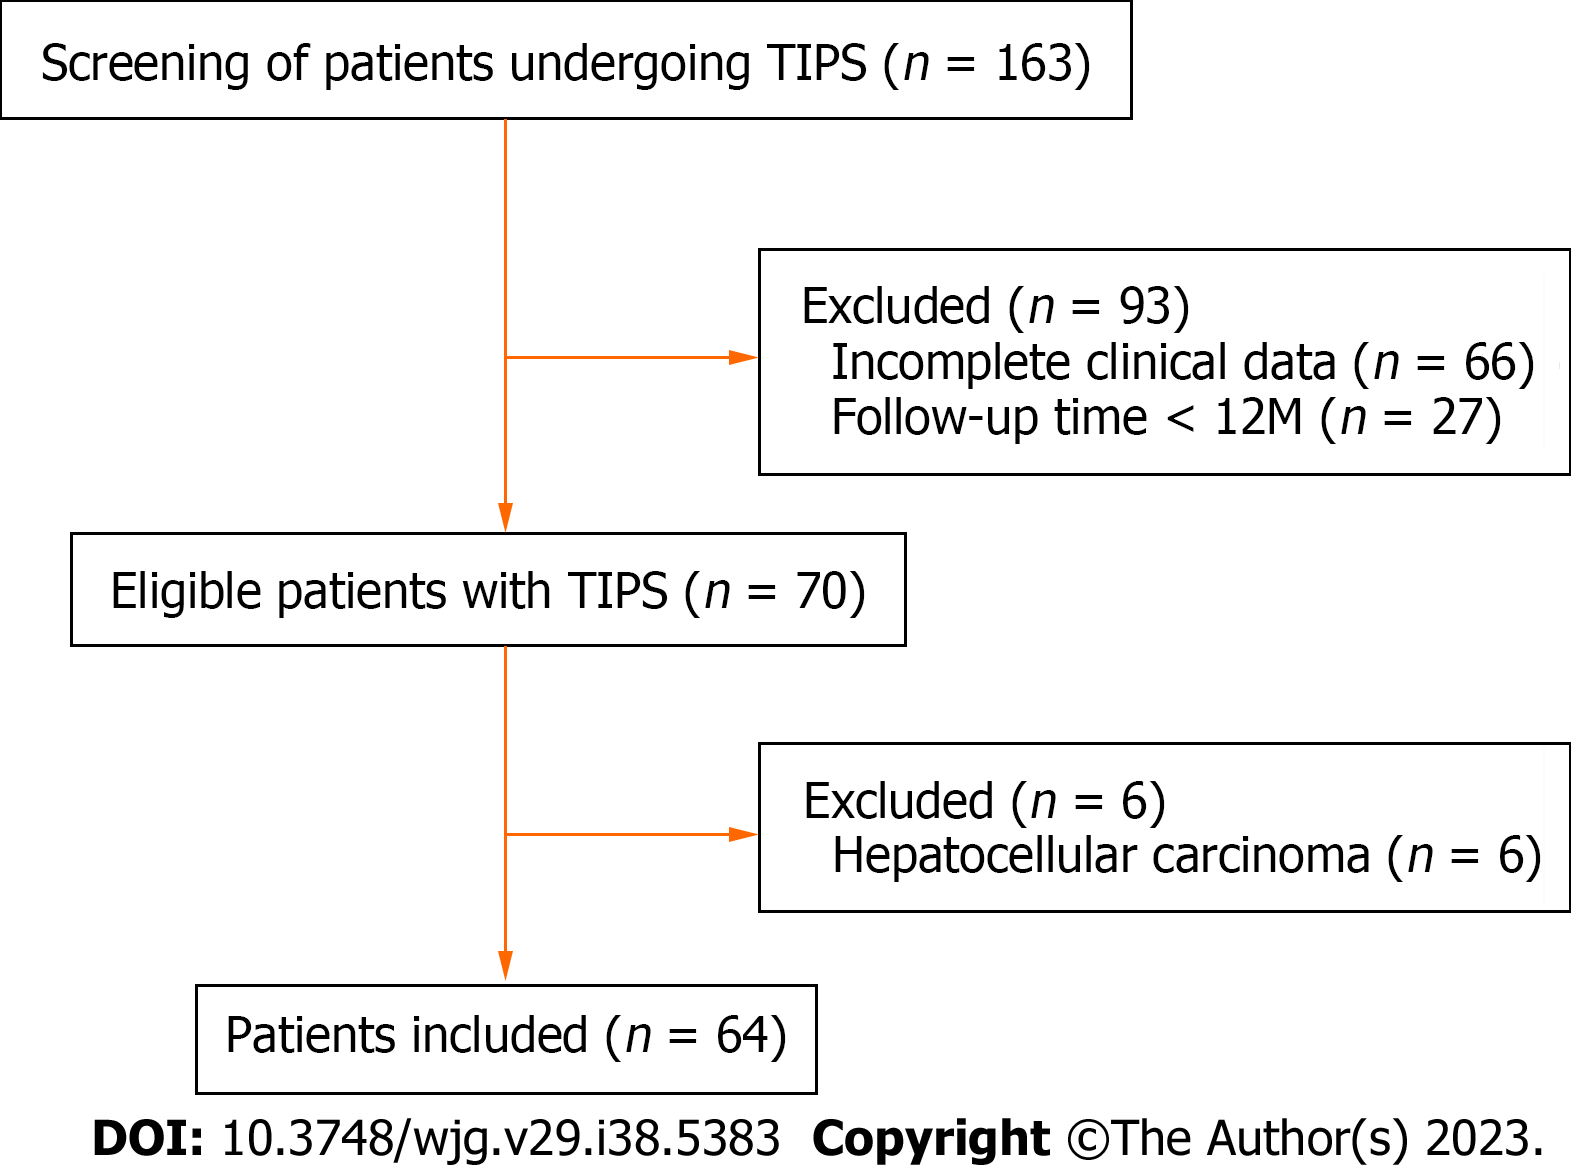 Screening of patients undergoing TIPS (n = 163)
Excluded (n = 93)
Incomplete clinical data (n = 66)
Follow-up time < 12M (n = 27)
Eligible patients with TIPS (n = 70)
Excluded (n = 6)
Hepatocellular carcinoma (n = 6)
Patients included (n = 64)
DOI: 10.3748/wjg.v29.i38.5383 Copyright ©The Author(s) 2023.